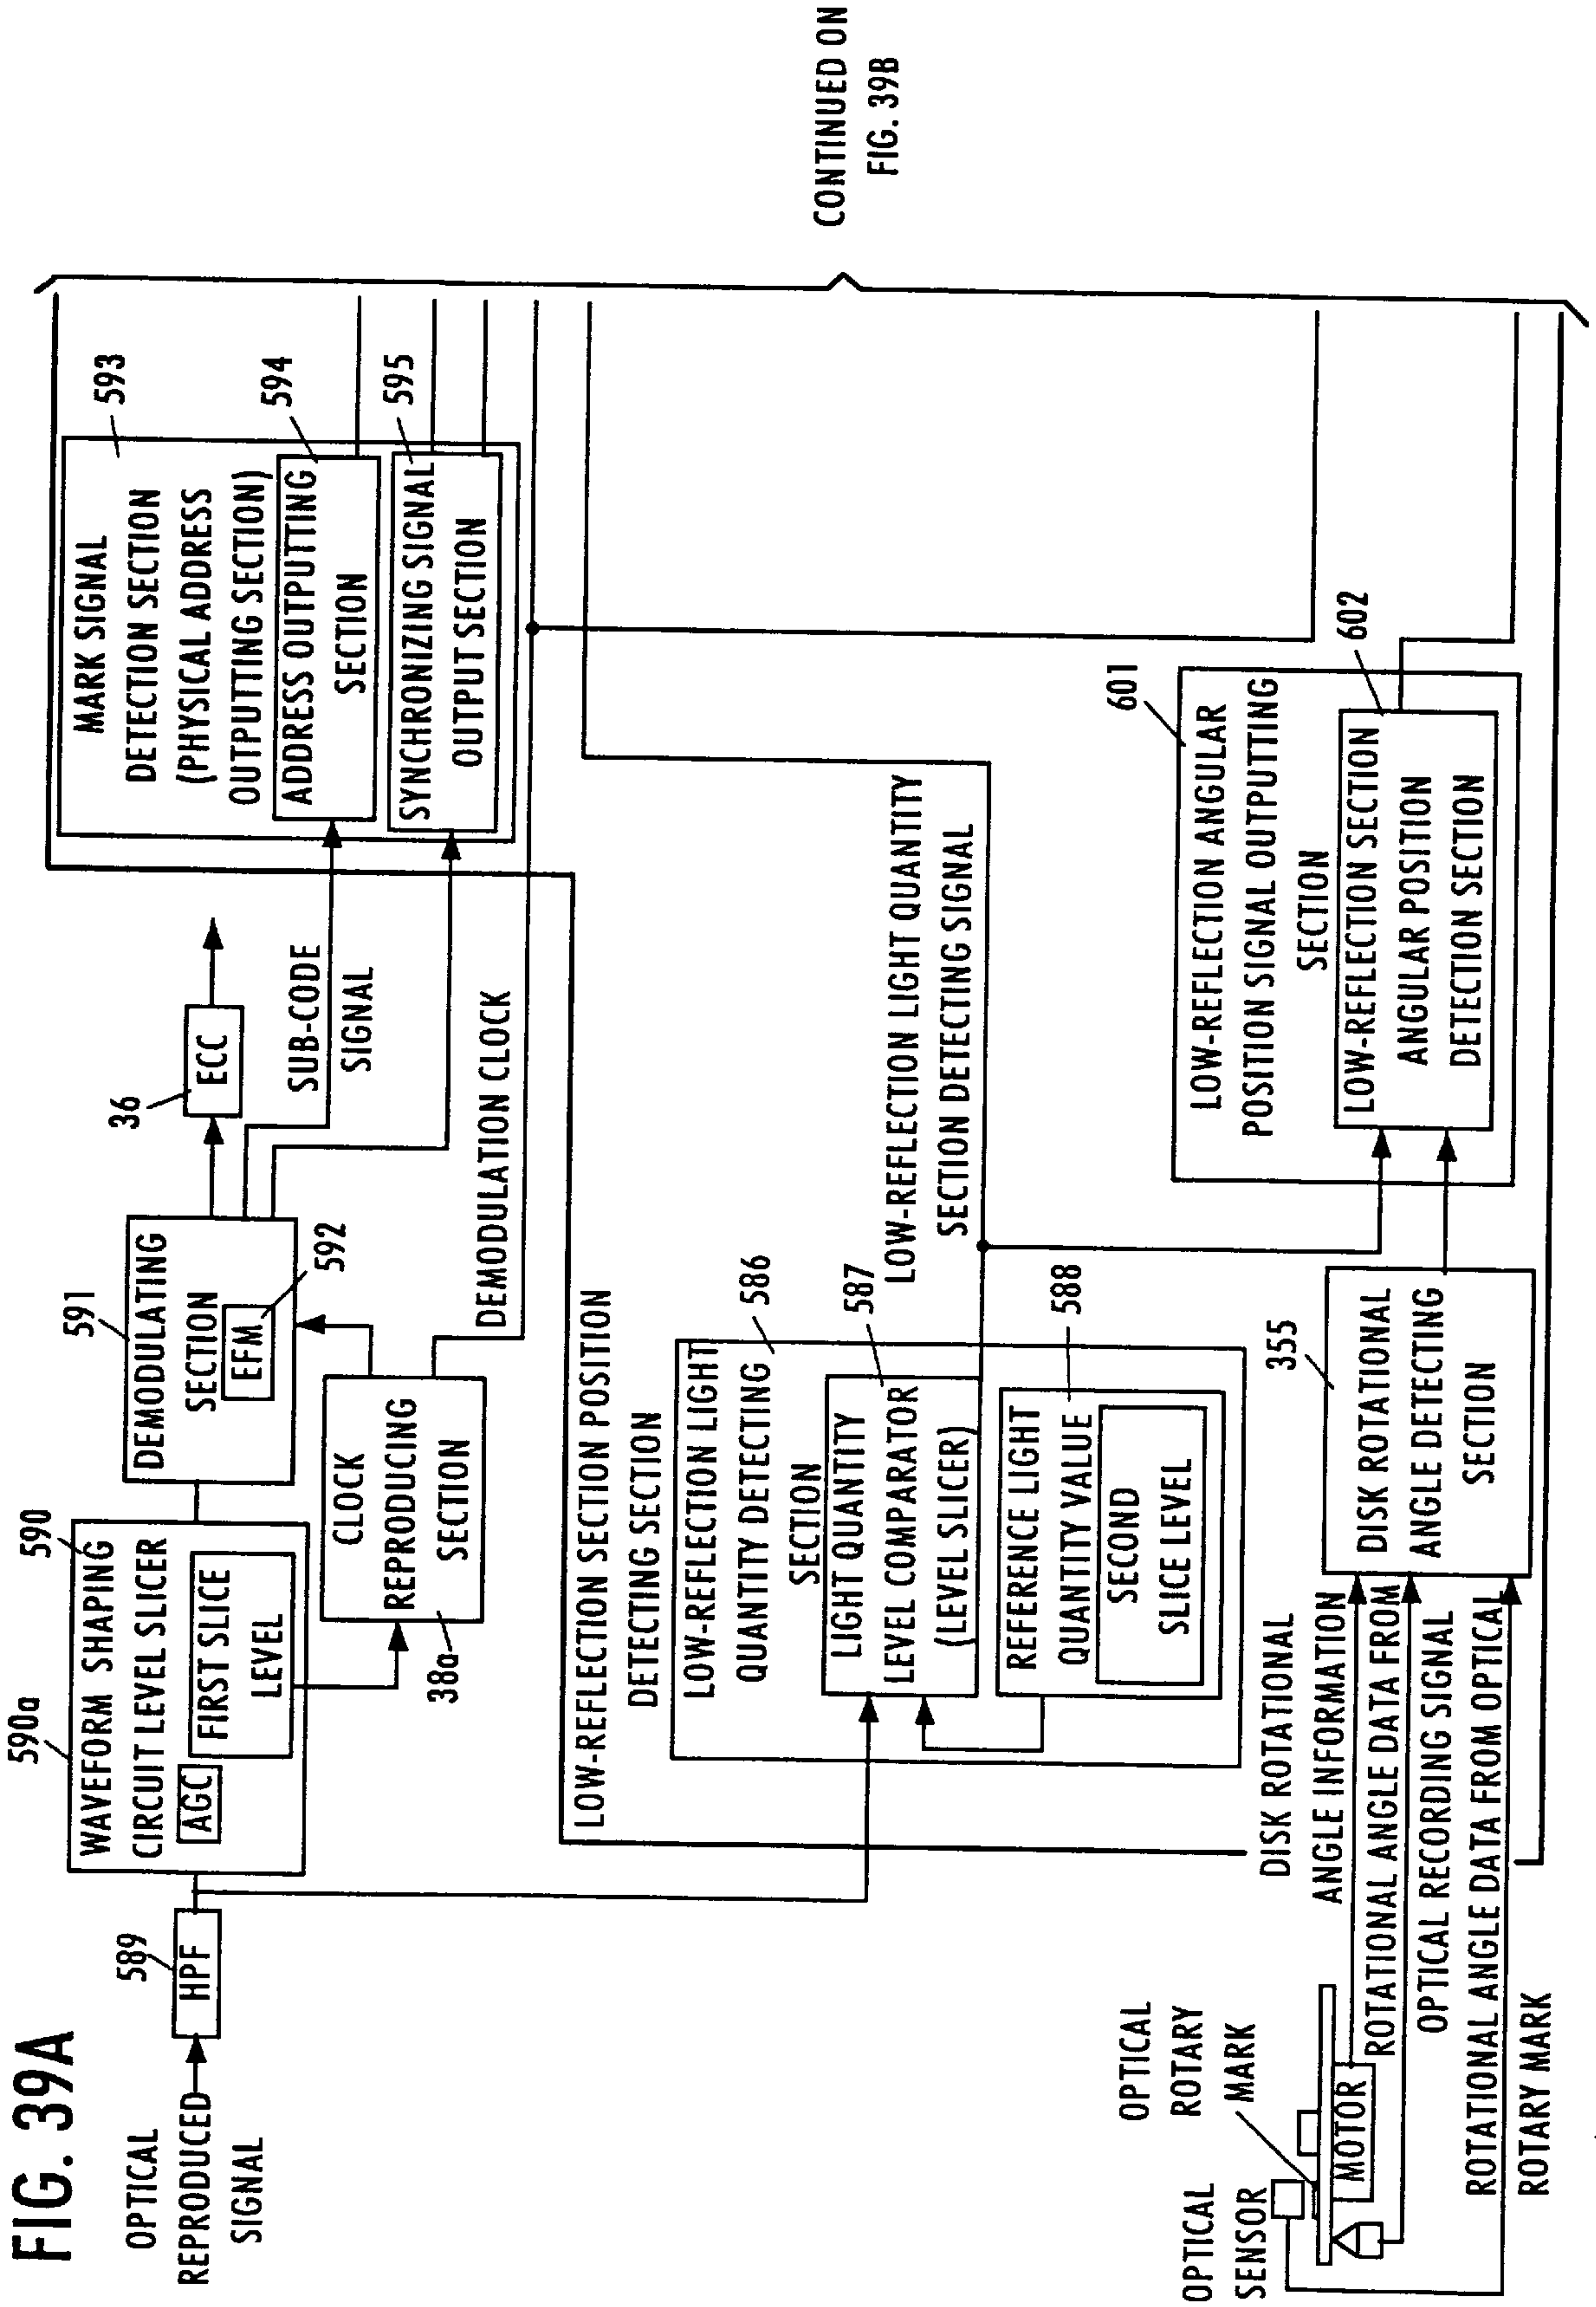 FIG. 39A
OPTICAL
REPRODUCED
SIGNAL
589
HPF
590a
590
WAVEFORM SHAPING
CIRCUIT LEVEL SLICER
AGC
FIRST SLICE
LEVEL
591
DEMODULATING
SECTION
EFM
592
36
ECC
CLOCK
REPRODUCING
SECTION
38a
SUB-CODE
SIGNAL
DEMODULATION CLOCK
593
MARK SIGNAL
DETECTION SECTION
(PHYSICAL ADDRESS
OUTPUTTING SECTION)
594
ADDRESS OUTPUTTING
SECTION
595
SYNCHRONIZING SIGNAL
OUTPUT SECTION
CONTINUED ON
FIG. 39B
LOW-REFLECTION SECTION POSITION
DETECTING SECTION
LOW-REFLECTION LIGHT
QUANTITY DETECTING
SECTION
586
LIGHT QUANTITY
LEVEL COMPARATOR
(LEVEL SLICER)
587
REFERENCE LIGHT
QUANTITY VALUE
588
SECOND
SLICE LEVEL
LOW-REFLECTION LIGHT QUANTITY
SECTION DETECTING SIGNAL
601
LOW-REFLECTION ANGULAR
POSITION SIGNAL OUTPUTING
SECTION
602
LOW-REFLECTION SECTION
ANGULAR POSITION
DETECTION SECTION
355
DISK ROTATIONAL
ANGLE DETECTING
SECTION
DISK ROTATIONAL
ANGLE INFORMATION
ROTATIONAL ANGLE DATA FROM
OPTICAL RECORDING SIGNAL
ROTATIONAL ANGLE DATA FROM OPTICAL
ROTARY MARK
OPTICAL
ROTARY
MARK
OPTICAL
SENSOR
MOTOR